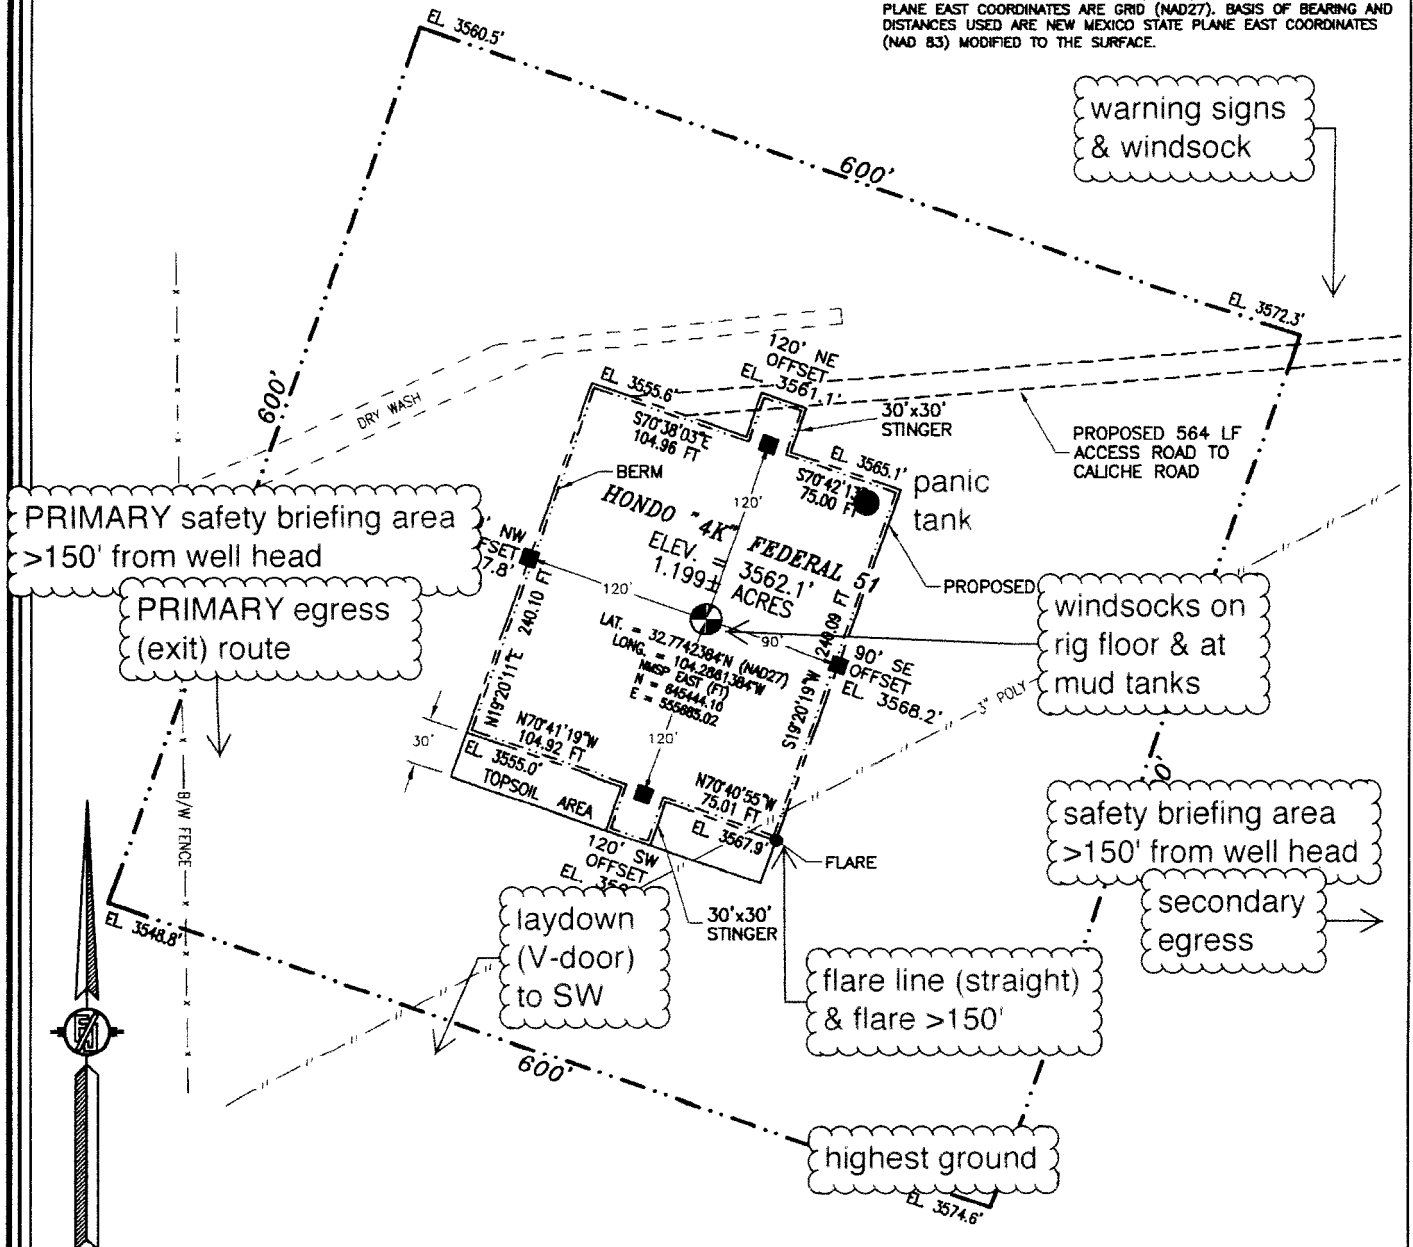 PLANE EAST COORDINATES ARE GRID (NAD27). BASIS OF BEARING AND
DISTANCES USED ARE NEW MEXICO STATE PLANE EAST COORDINATES
(NAD 83) MODIFIED TO THE SURFACE.
EL. 3560.5'
warning signs
& windsock
600'
EL. 3572.3'
600'
DRY WASH
120' NE
OFFSET
EL. 3561.1'
EL. 3555.6'
S70°38'03"E
104.96 FT
30'x30'
STINGER
PROPOSED 564 LF
ACCESS ROAD TO
CALICHE ROAD
BERM
EL. 3565.1'
S70°42'13
75.00 FT
panic
tank
120'
HONDO "4K" FEDERAL 51
ELEV. = 3562.1'
1.199± ACRES
PRIMARY safety briefing area
>150' from well head
NW
7.8'
PRIMARY egress
(exit) route
120'
PROPOSED
windsocks on
rig floor & at
mud tanks
N19°20'11"E 240.10 FT
LAT. = 32.7742364°N (NAD27)
LONG. = 104.2861384°W
NMSP EAST (FT)
N = 645444.10
E = 555685.02
90'
90' SE
OFFSET
EL. 3568.2'
S19°20'19"W 240.09 FT
3" POLY
30'
N70°41'19"W
104.92 FT
120'
EL. 3555.0'
TOPSOIL AREA
N70°40'55"W
75.01 FT
EL. 3567.9'
FLARE
0'
safety briefing area
>150' from well head
B/W FENCE
120' SW
OFFSET
EL.
EL. 3548.8'
laydown
(V-door)
to SW
30'x30'
STINGER
secondary
egress
flare line (straight)
& flare >150'
600'
highest ground
EL. 3574.6'